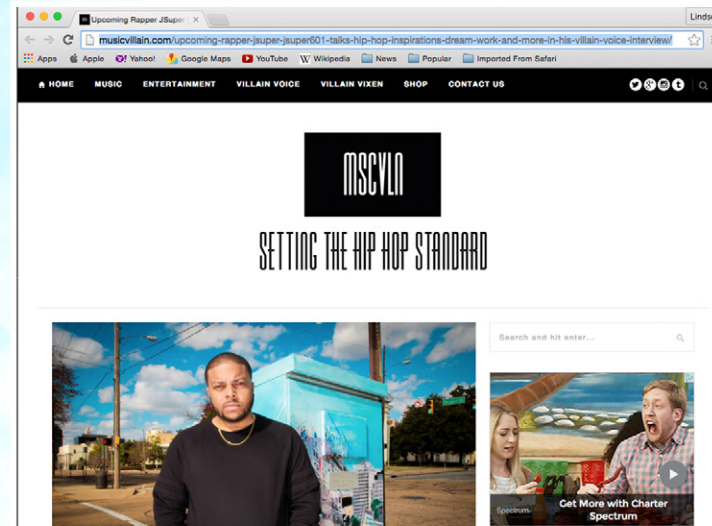 Upcoming Rapper JSuper
Linds
musicvillain.com/upcoming-rapper-jsuper-jsuper601-talks-hip-hop-inspirations-dream-work-and-more-in-his-villain-voice-interview/
Apps Apple Yahoo! Google Maps YouTube Wikipedia News Popular Imported From Safari
HOME MUSIC ENTERTAINMENT VILLAIN VOICE VILLAIN VIXEN SHOP CONTACT US
MSCVLN
SETTING THE HIP HOP STANDARD
Search and hit enter...
Spectrum
Get More with Charter
Spectrum